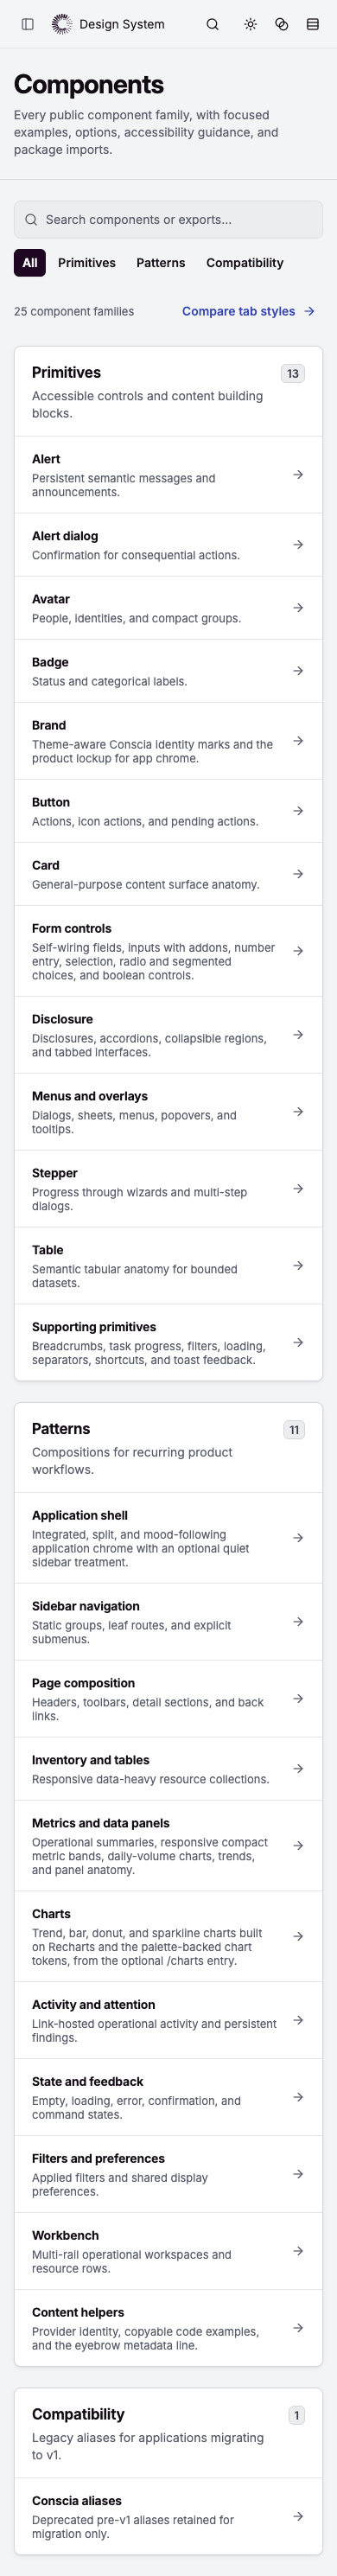 Design System
Components
Every public component family, with focused
examples, options, accessibility guidance, and
package imports.
Search components or exports...
All
Primitives
Patterns
Compatibility
25 component families
Compare tab styles
Primitives
13
Accessible controls and content building
blocks.
Alert
Persistent semantic messages and
announcements.
Alert dialog
Confirmation for consequential actions.
Avatar
People, identities, and compact groups.
Badge
Status and categorical labels.
Brand
Theme-aware Conscia identity marks and the
product lockup for app chrome.
Button
Actions, icon actions, and pending actions.
Card
General-purpose content surface anatomy.
Form controls
Self-wiring fields, inputs with addons, number
entry, selection, radio and segmented
choices, and boolean controls.
Disclosure
Disclosures, accordions, collapsible regions,
and tabbed interfaces.
Menus and overlays
Dialogs, sheets, menus, popovers, and
tooltips.
Stepper
Progress through wizards and multi-step
dialogs.
Table
Semantic tabular anatomy for bounded
datasets.
Supporting primitives
Breadcrumbs, task progress, filters, loading,
separators, shortcuts, and toast feedback.
Patterns
11
Compositions for recurring product
workflows.
Application shell
Integrated, split, and mood-following
application chrome with an optional quiet
sidebar treatment.
Sidebar navigation
Static groups, leaf routes, and explicit
submenus.
Page composition
Headers, toolbars, detail sections, and back
links.
Inventory and tables
Responsive data-heavy resource collections.
Metrics and data panels
Operational summaries, responsive compact
metric bands, daily-volume charts, trends,
and panel anatomy.
Charts
Trend, bar, donut, and sparkline charts built
on Recharts and the palette-backed chart
tokens, from the optional /charts entry.
Activity and attention
Link-hosted operational activity and persistent
findings.
State and feedback
Empty, loading, error, confirmation, and
command states.
Filters and preferences
Applied filters and shared display
preferences.
Workbench
Multi-rail operational workspaces and
resource rows.
Content helpers
Provider identity, copyable code examples,
and the eyebrow metadata line.
Compatibility
1
Legacy aliases for applications migrating
to v1.
Conscia aliases
Deprecated pre-v1 aliases retained for
migration only.